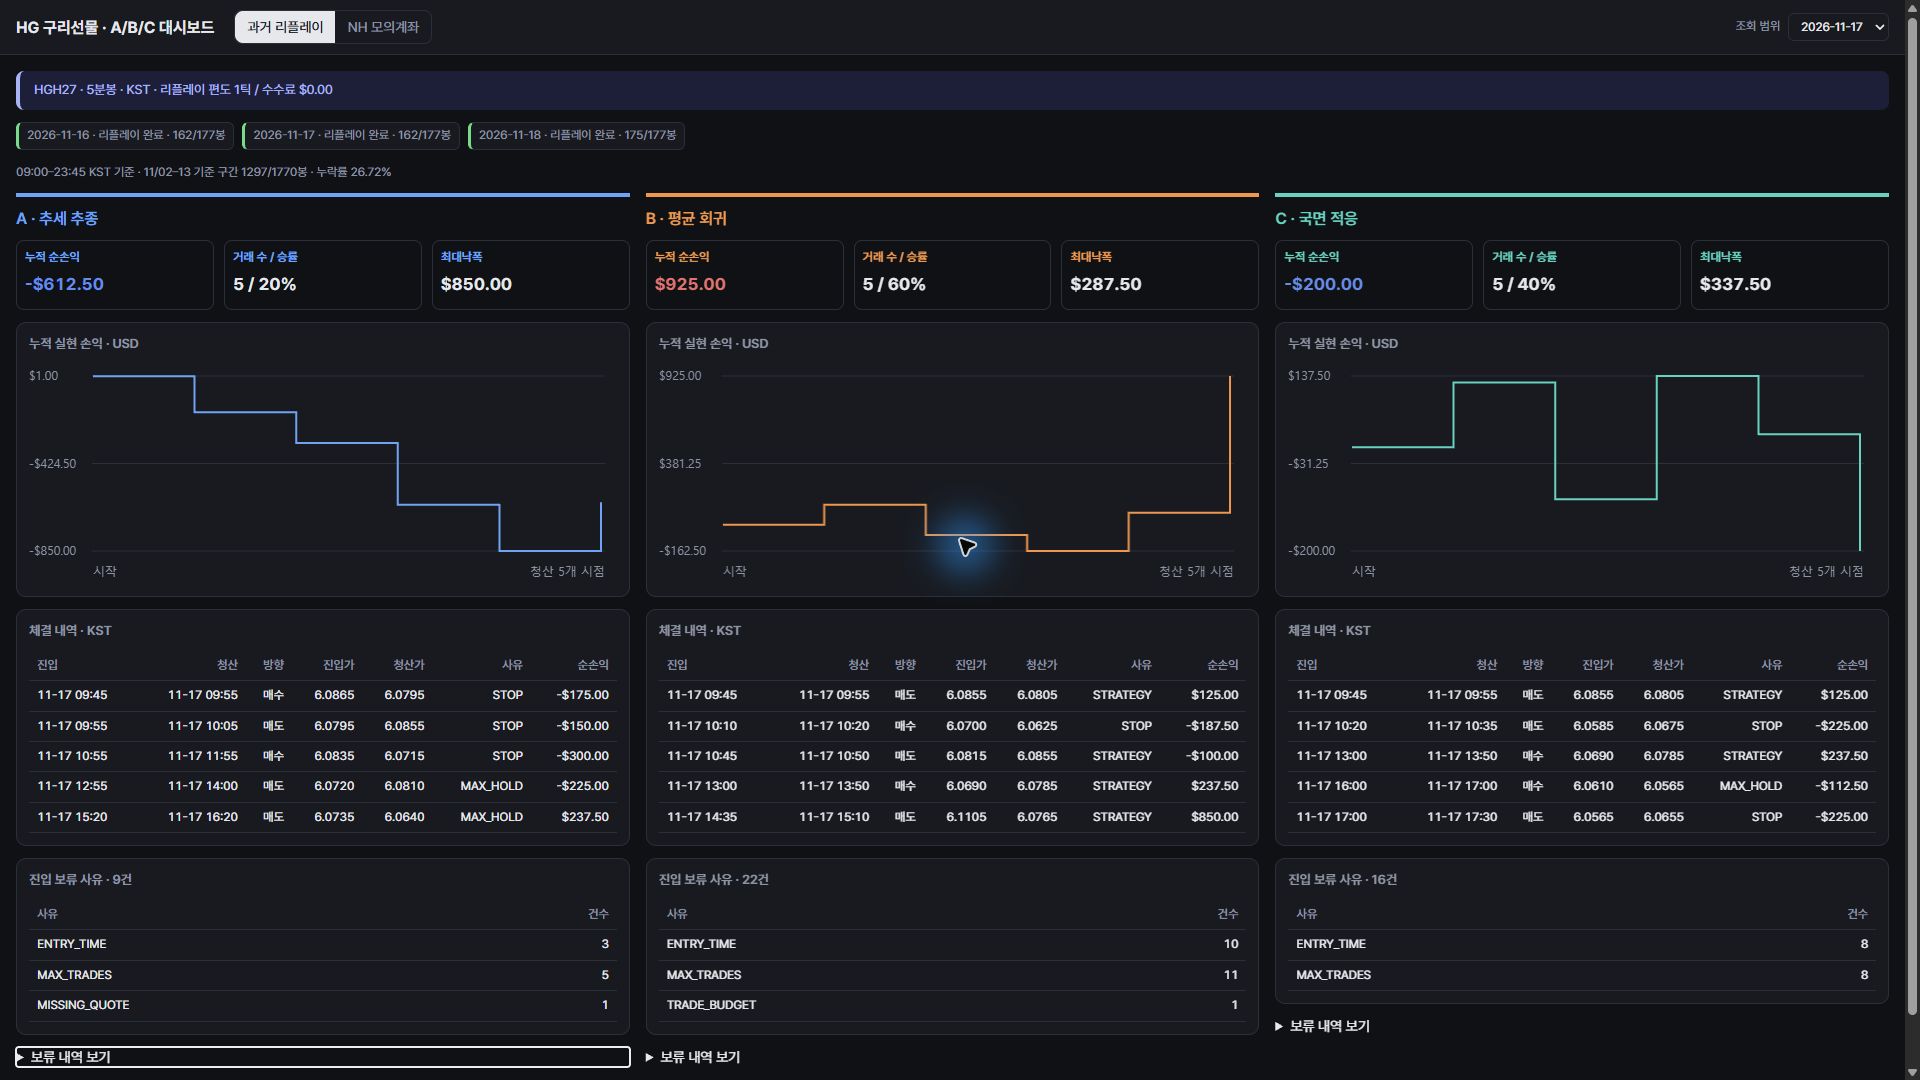 HG 구리선물 · A/B/C 대시보드
과거 리플레이
NH 모의계좌
조회 범위
2026-11-17
HGH27 · 5분봉 · KST · 리플레이 편도 1틱 / 수수료 $0.00
2026-11-16 · 리플레이 완료 · 162/177봉
2026-11-17 · 리플레이 완료 · 162/177봉
2026-11-18 · 리플레이 완료 · 175/177봉
09:00–23:45 KST 기준 · 11/02–13 기준 구간 1297/1770봉 · 누락률 26.72%
A · 추세 추종
누적 순손익
-$612.50
거래 수 / 승률
5 / 20%
최대낙폭
$850.00
누적 실현 손익 · USD
$1.00
-$424.50
-$850.00
시작
청산 5개 시점
체결 내역 · KST
진입 청산 방향 진입가 청산가 사유 순손익
11-17 09:45 11-17 09:55 매수 6.0865 6.0795 STOP -$175.00
11-17 09:55 11-17 10:05 매도 6.0795 6.0855 STOP -$150.00
11-17 10:55 11-17 11:55 매수 6.0835 6.0715 STOP -$300.00
11-17 12:55 11-17 14:00 매도 6.0720 6.0810 MAX_HOLD -$225.00
11-17 15:20 11-17 16:20 매도 6.0735 6.0640 MAX_HOLD $237.50
진입 보류 사유 · 9건
사유 건수
ENTRY_TIME 3
MAX_TRADES 5
MISSING_QUOTE 1
보류 내역 보기
B · 평균 회귀
누적 순손익
$925.00
거래 수 / 승률
5 / 60%
최대낙폭
$287.50
누적 실현 손익 · USD
$925.00
$381.25
-$162.50
시작
청산 5개 시점
체결 내역 · KST
진입 청산 방향 진입가 청산가 사유 순손익
11-17 09:45 11-17 09:55 매도 6.0855 6.0805 STRATEGY $125.00
11-17 10:10 11-17 10:20 매수 6.0700 6.0625 STOP -$187.50
11-17 10:45 11-17 10:50 매도 6.0815 6.0855 STRATEGY -$100.00
11-17 13:00 11-17 13:50 매수 6.0690 6.0785 STRATEGY $237.50
11-17 14:35 11-17 15:10 매도 6.1105 6.0765 STRATEGY $850.00
진입 보류 사유 · 22건
사유 건수
ENTRY_TIME 10
MAX_TRADES 11
TRADE_BUDGET 1
보류 내역 보기
C · 국면 적응
누적 순손익
-$200.00
거래 수 / 승률
5 / 40%
최대낙폭
$337.50
누적 실현 손익 · USD
$137.50
-$31.25
-$200.00
시작
청산 5개 시점
체결 내역 · KST
진입 청산 방향 진입가 청산가 사유 순손익
11-17 09:45 11-17 09:55 매도 6.0855 6.0805 STRATEGY $125.00
11-17 10:20 11-17 10:35 매도 6.0585 6.0675 STOP -$225.00
11-17 13:00 11-17 13:50 매수 6.0690 6.0785 STRATEGY $237.50
11-17 16:00 11-17 17:00 매수 6.0610 6.0565 MAX_HOLD -$112.50
11-17 17:00 11-17 17:30 매도 6.0565 6.0655 STOP -$225.00
진입 보류 사유 · 16건
사유 건수
ENTRY_TIME 8
MAX_TRADES 8
보류 내역 보기